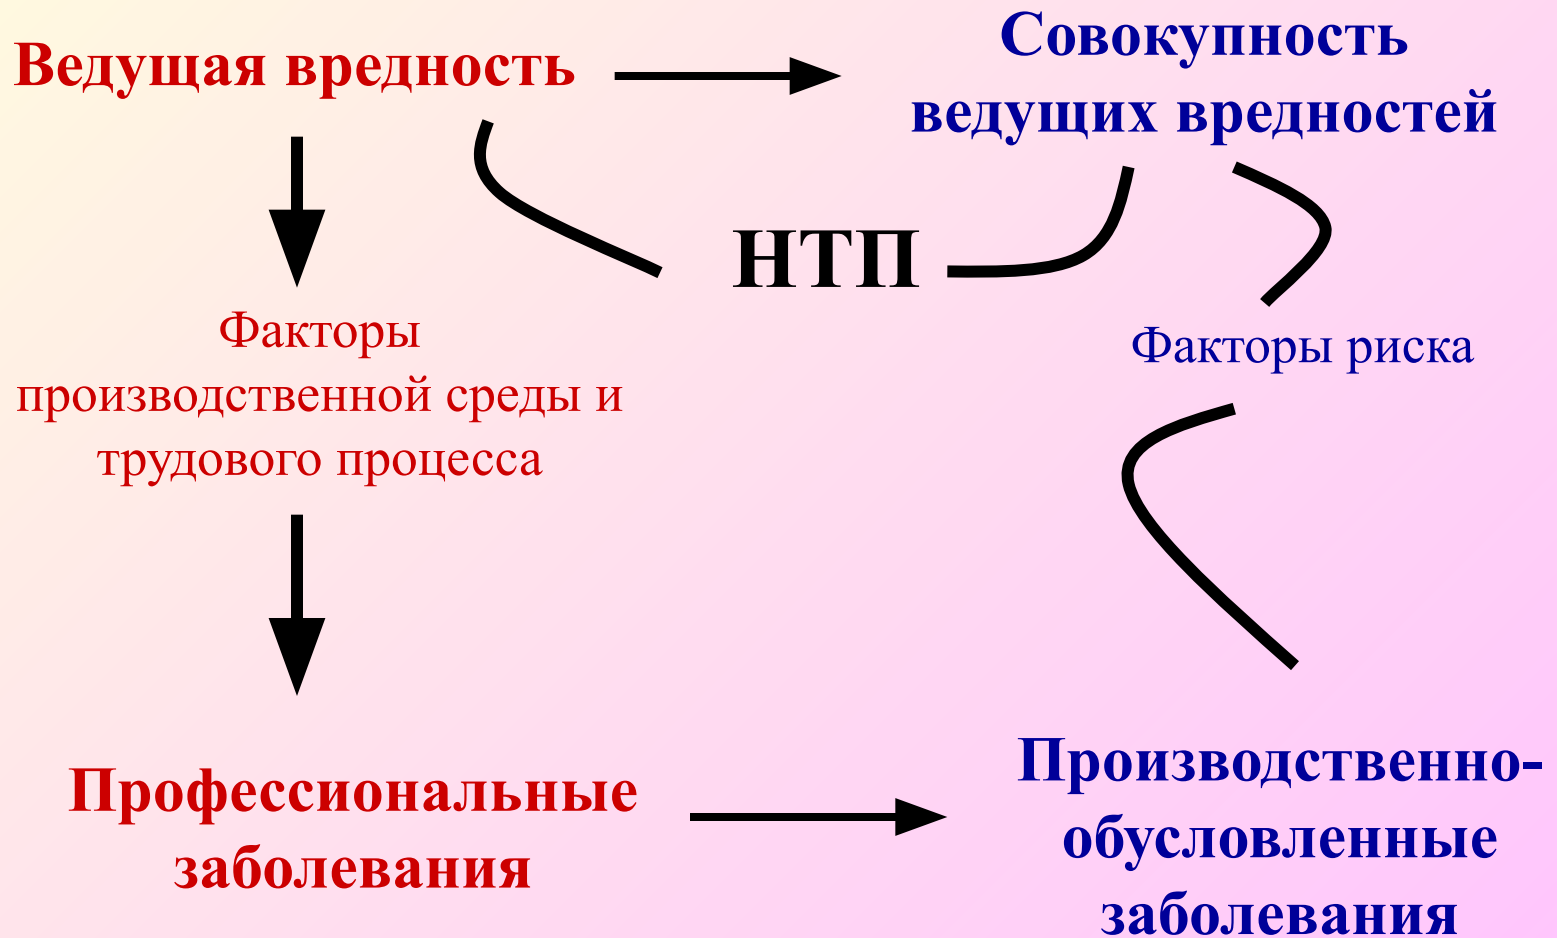 Ведущая вредность
Совокупность
ведущих вредностей
НТП
Факторы
производственной среды и
трудового процесса
Факторы риска
Профессиональные
заболевания
Производственно-
обусловленные
заболевания